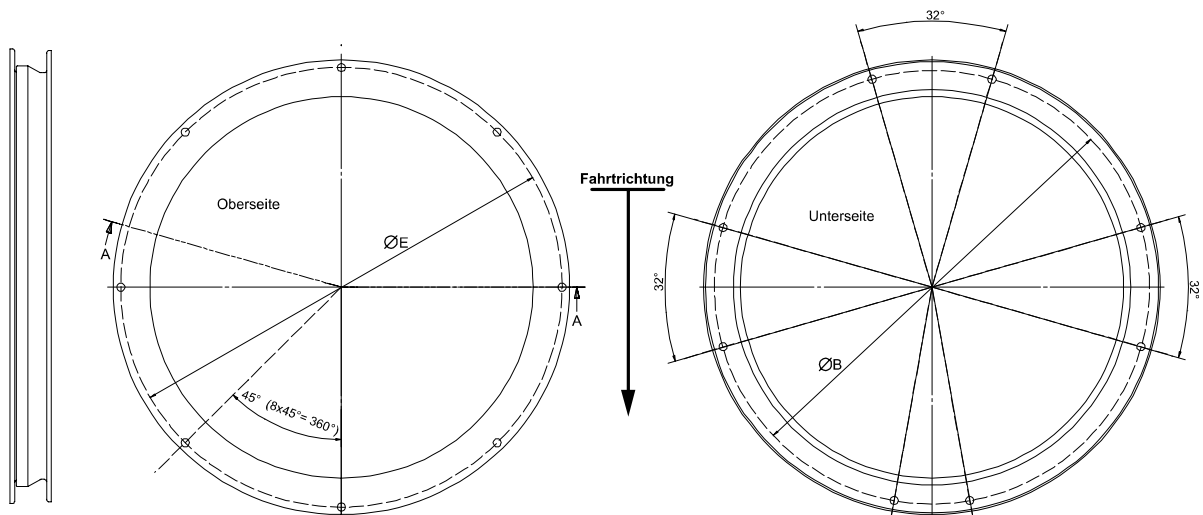 32°
Fahrtrichtung
Oberseite
Unterseite
A
ØE
32°
32°
A
ØB
45° (8x45°= 360°)